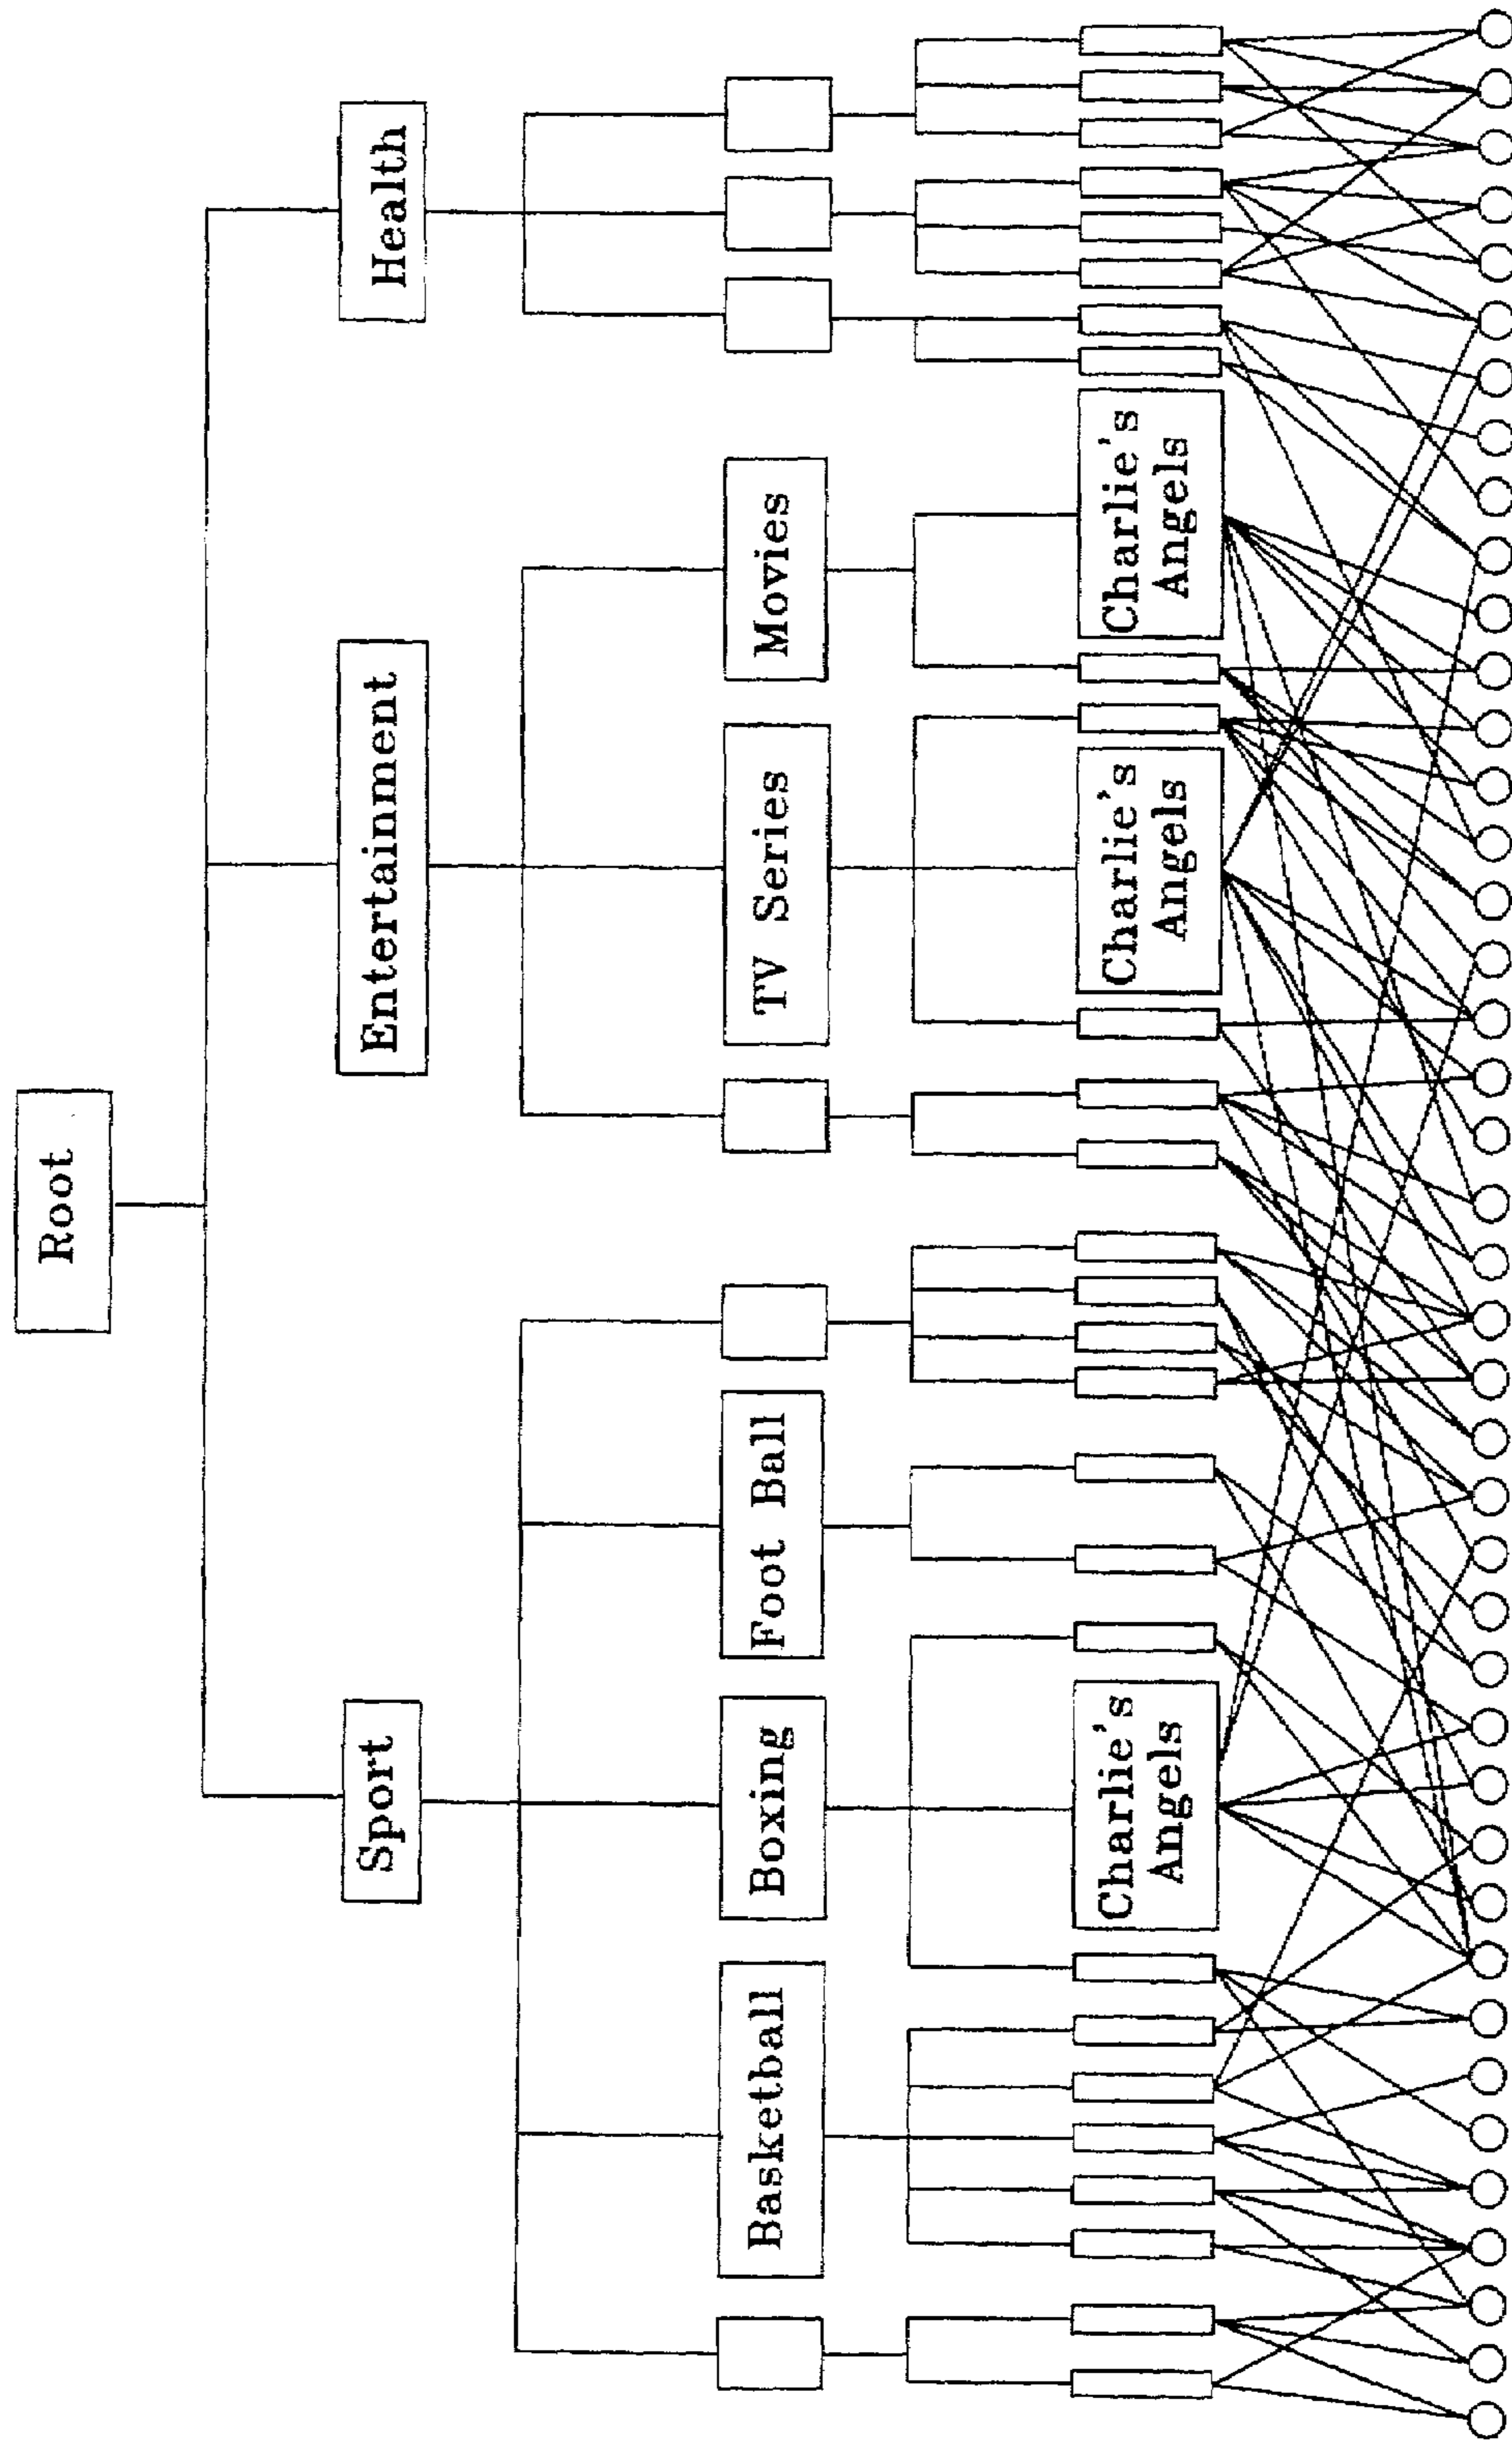 Root
Sport
Entertainment
Health
Basketball
Boxing
Foot Ball
TV Series
Movies
Charlie's
Angels
Charlie's
Angels
Charlie's
Angels